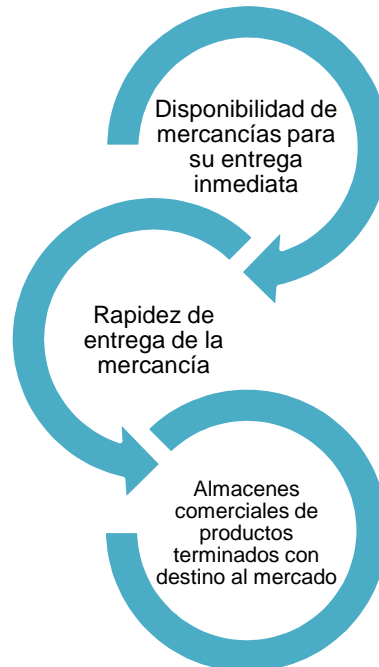 Disponibilidad de
mercancías para
su entrega
inmediata
Rapidez de
entrega de la
mercancía
Almacenes
comerciales de
productos
terminados con
destino al mercado